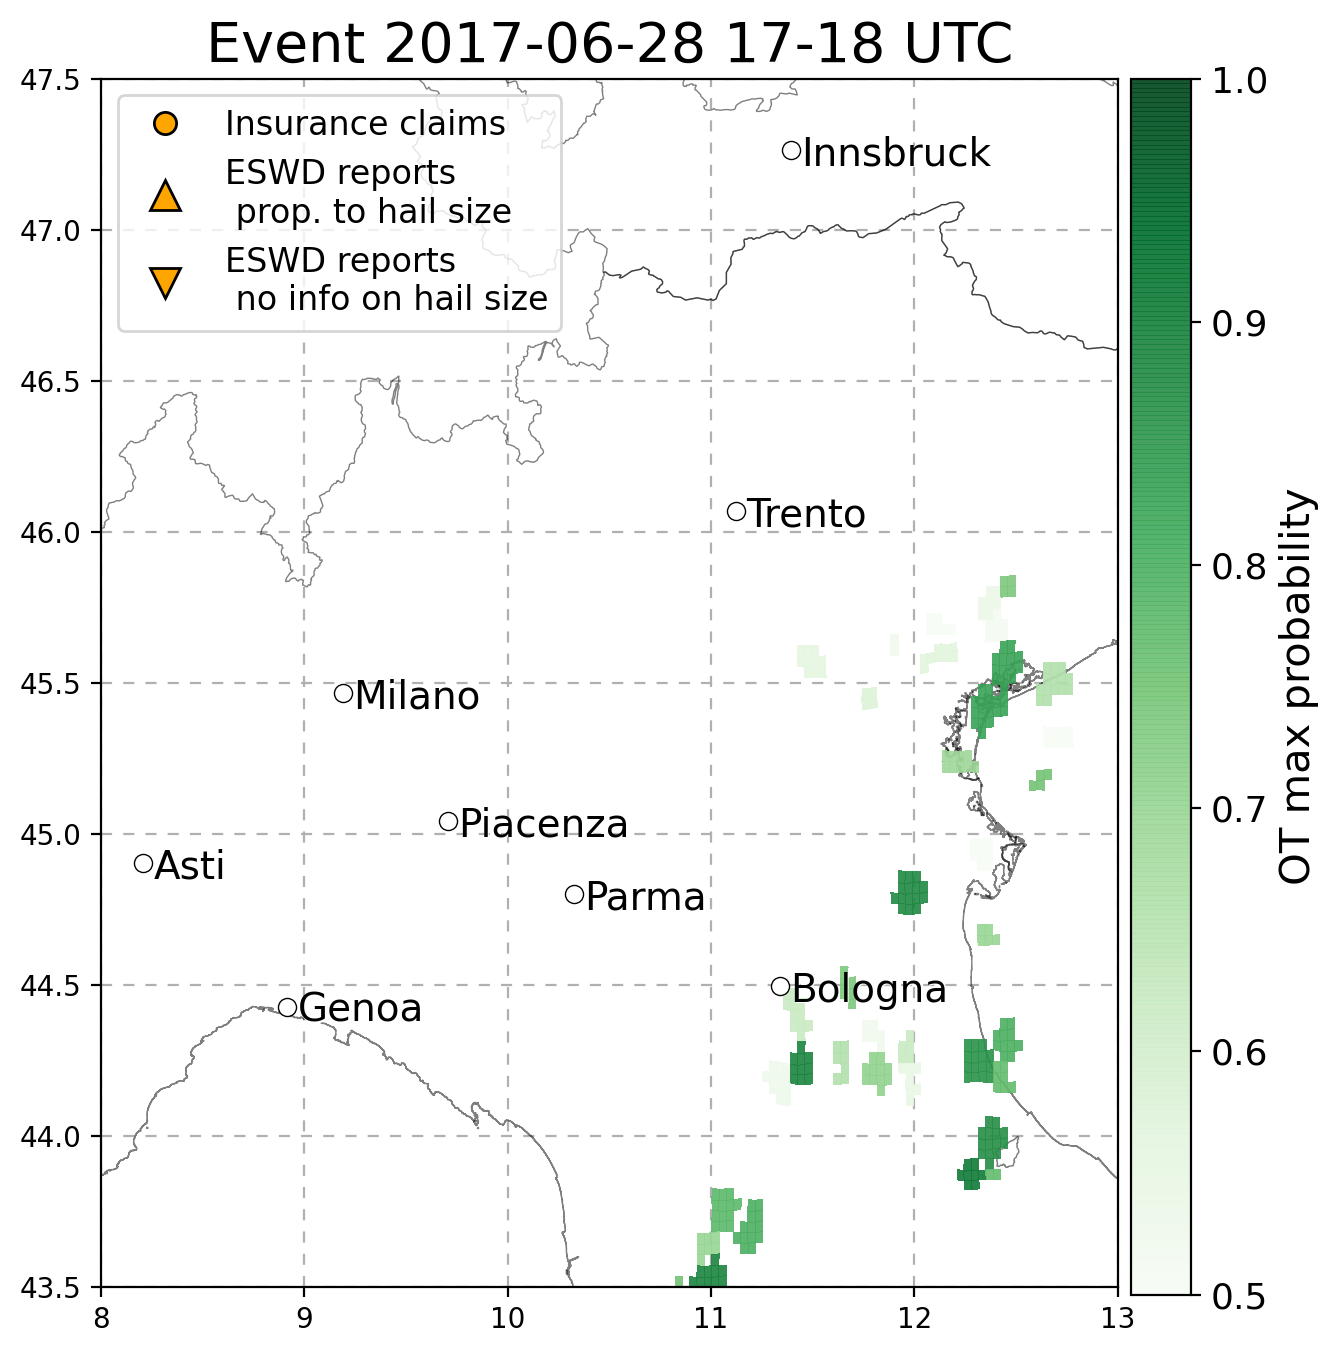 Event 2017-06-28 17-18 UTC
Insurance claims
ESWD reports
prop. to hail size
ESWD reports
no info on hail size
Innsbruck
Trento
Milano
Piacenza
Asti
Parma
Bologna
Genoa
47.5
47.0
46.5
46.0
45.5
45.0
44.5
44.0
43.5
8
9
10
11
12
13
1.0
0.9
0.8
0.7
0.6
0.5
OT max probability